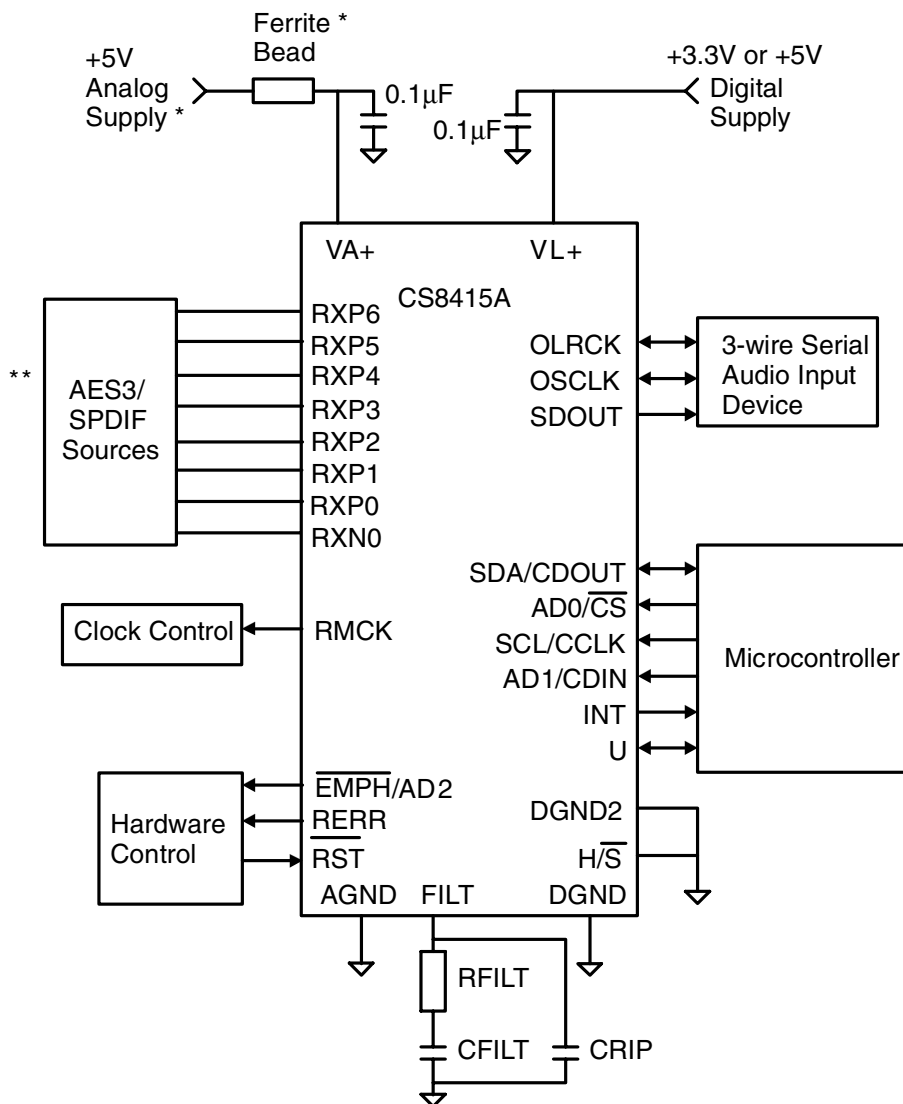 Ferrite *
Bead
+5V
Analog
Supply *
0.1µF
0.1µF
+3.3V or +5V
Digital
Supply
VA+
VL+
CS8415A
**
AES3/
SPDIF
Sources
RXP6
RXP5
RXP4
RXP3
RXP2
RXP1
RXP0
RXN0
OLRCK
OSCLK
SDOUT
3-wire Serial
Audio Input
Device
Clock Control
RMCK
SDA/CDOUT
AD0/C̅S̅
SCL/CCLK
AD1/CDIN
INT
U
Microcontroller
Hardware
Control
E̅M̅P̅H̅/AD2
RERR
R̅S̅T̅
DGND2
H/S̅
AGND
FILT
DGND
RFILT
CFILT
CRIP